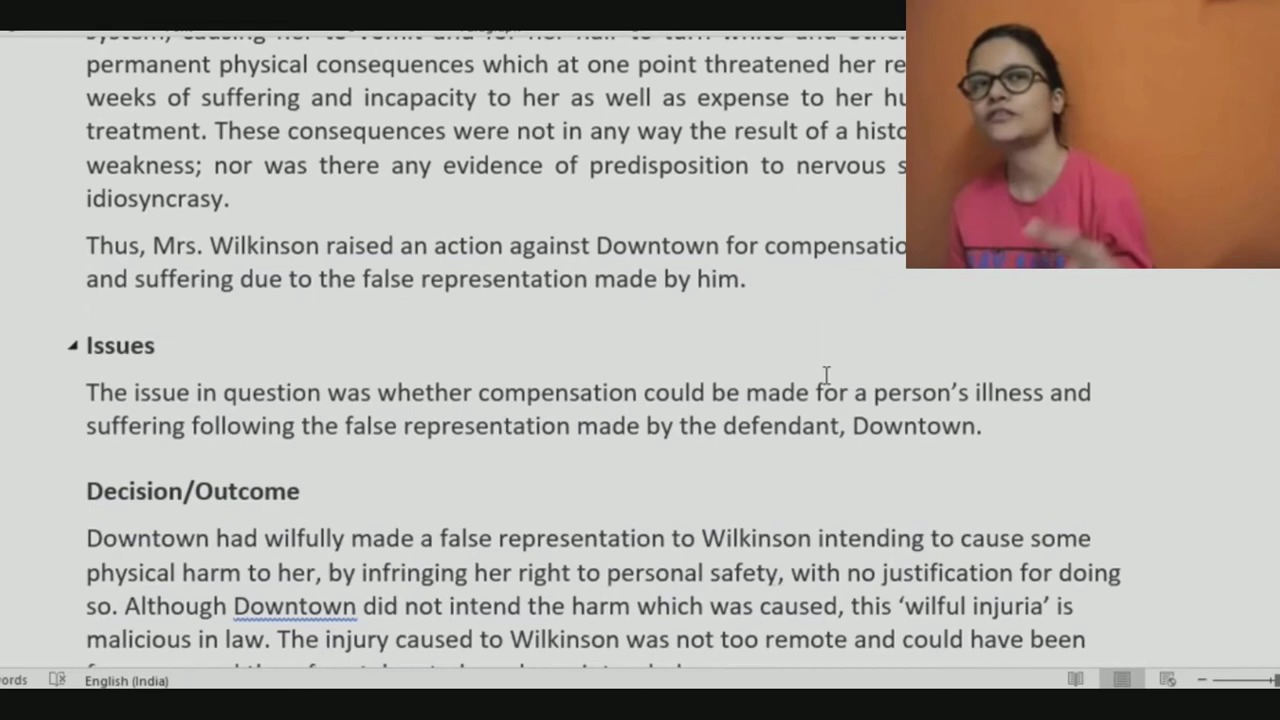 permanent physical consequences which at one point threatened her
weeks of suffering and incapacity to her as well as expense to her
treatment. These consequences were not in any way the result of a
weakness; nor was there any evidence of predisposition to nervous
idiosyncrasy.
Thus, Mrs. Wilkinson raised an action against Downtown for
and suffering due to the false representation made by him.
Issues
The issue in question was whether compensation could be made for a person's illness and
suffering following the false representation made by the defendant, Downtown.
Decision/Outcome
Downtown had wilfully made a false representation to Wilkinson intending to cause some
physical harm to her, by infringing her right to personal safety, with no justification for doing
so. Although Downtown did not intend the harm which was caused, this ‘wilful injuria’ is
malicious in law. The injury caused to Wilkinson was not too remote and could have been
English (India)